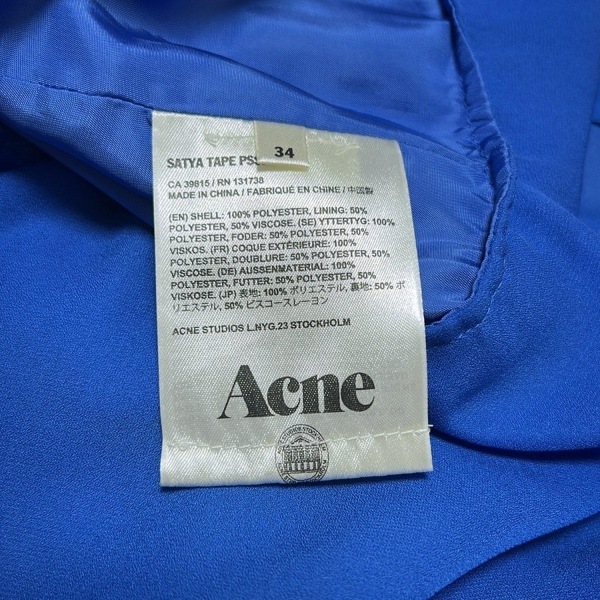 34
SATYA TAPE
CA 39815 / RN 131738
MADE IN CHINA / FABRIQUÉ EN CHINE / 中国製
(EN) SHELL: 100% POLYESTER, LINING: 50%
POLYESTER, 50% VISCOSE. (SE) YTTERTYG: 100%
POLYESTER, FODER: 50% POLYESTER, 50%
VISKOS. (FR) COQUE EXTÉRIEURE: 100%
POLYESTER, DOUBLURE: 50% POLYESTER, 50%
VISCOSE. (DE) AUSSENMATERIAL: 100%
POLYESTER, FUTTER: 50% POLYESTER, 50%
VISKOSE. (JP) 表地: 100% ポリエステル, 裏地: 50% ポ
リエステル, 50% ビスコースレーヨン
ACNE STUDIOS L.NYG.23 STOCKHOLM
Acne